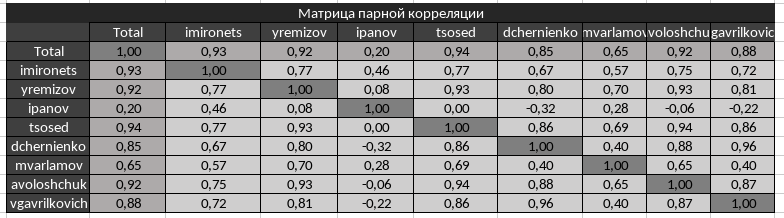 Матрица парной корреляции
Total imironets yremizov ipanov tsosed dchernienko mvarlamov voloshchu gavrilkovic
Total 1,00 0,93 0,92 0,20 0,94 0,85 0,65 0,92 0,88
imironets 0,93 1,00 0,77 0,46 0,77 0,67 0,57 0,75 0,72
yremizov 0,92 0,77 1,00 0,08 0,93 0,80 0,70 0,93 0,81
ipanov 0,20 0,46 0,08 1,00 0,00 -0,32 0,28 -0,06 -0,22
tsosed 0,94 0,77 0,93 0,00 1,00 0,86 0,69 0,94 0,86
dchernienko 0,85 0,67 0,80 -0,32 0,86 1,00 0,40 0,88 0,96
mvarlamov 0,65 0,57 0,70 0,28 0,69 0,40 1,00 0,65 0,40
avoloshchuk 0,92 0,75 0,93 -0,06 0,94 0,88 0,65 1,00 0,87
vgavrilkovich 0,88 0,72 0,81 -0,22 0,86 0,96 0,40 0,87 1,00